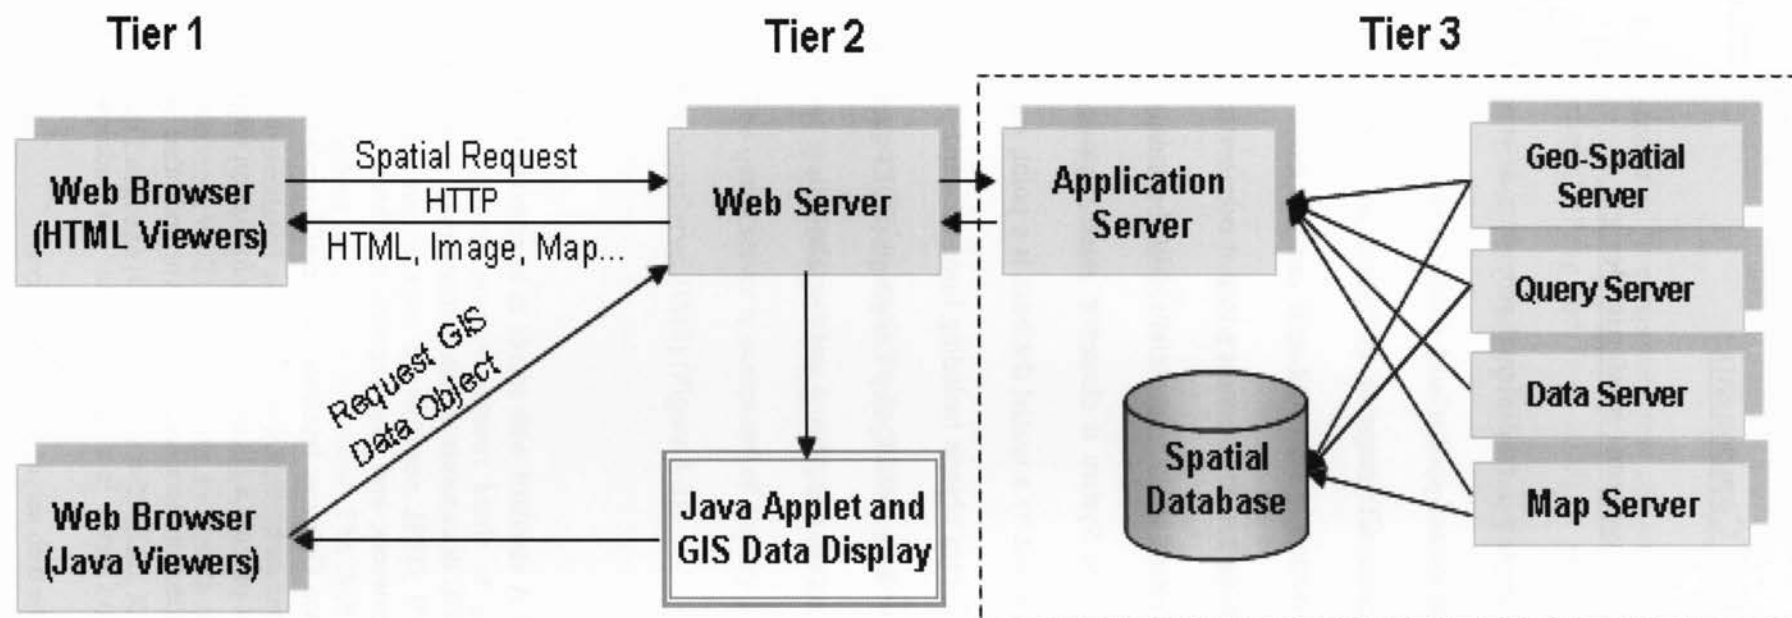 Tier 1
Tier 2
Tier 3
Web Browser
(HTML Viewers)
Spatial Request
HTTP
HTML, Image, Map...
Web Server
Application
Server
Geo-Spatial
Server
Query Server
Data Server
Map Server
Spatial
Database
Request GIS
Data Object
Web Browser
(Java Viewers)
Java Applet and
GIS Data Display